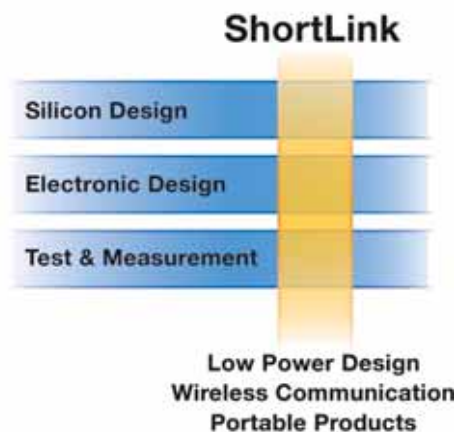 ShortLink
Silicon Design
Electronic Design
Test & Measurement
Low Power Design
Wireless Communication
Portable Products